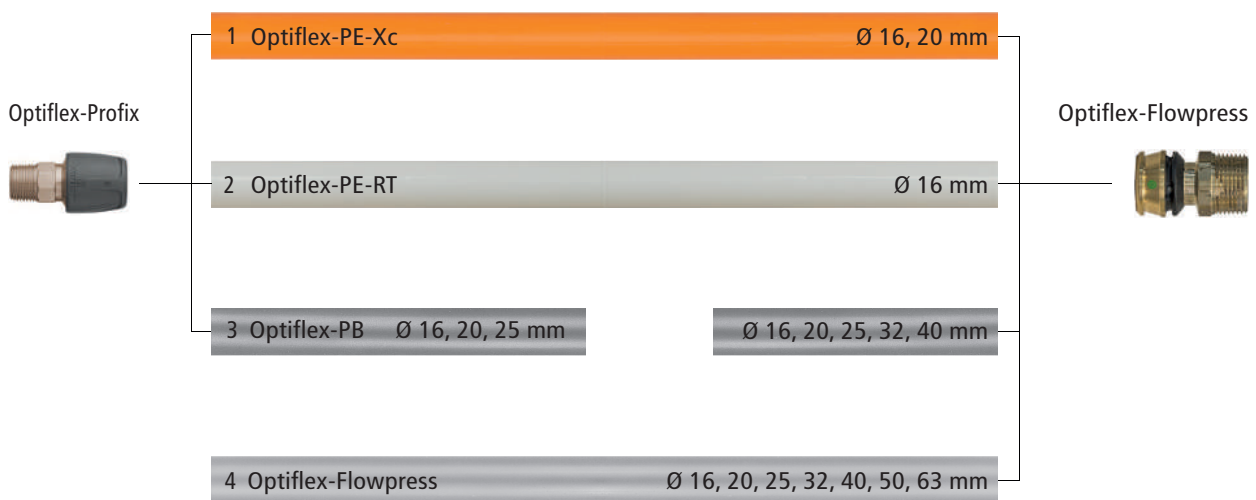 1 Optiflex-PE-Xc Ø 16, 20 mm
Optiflex-Profix
Optiflex-Flowpress
2 Optiflex-PE-RT Ø 16 mm
3 Optiflex-PB Ø 16, 20, 25 mm
Ø 16, 20, 25, 32, 40 mm
4 Optiflex-Flowpress Ø 16, 20, 25, 32, 40, 50, 63 mm